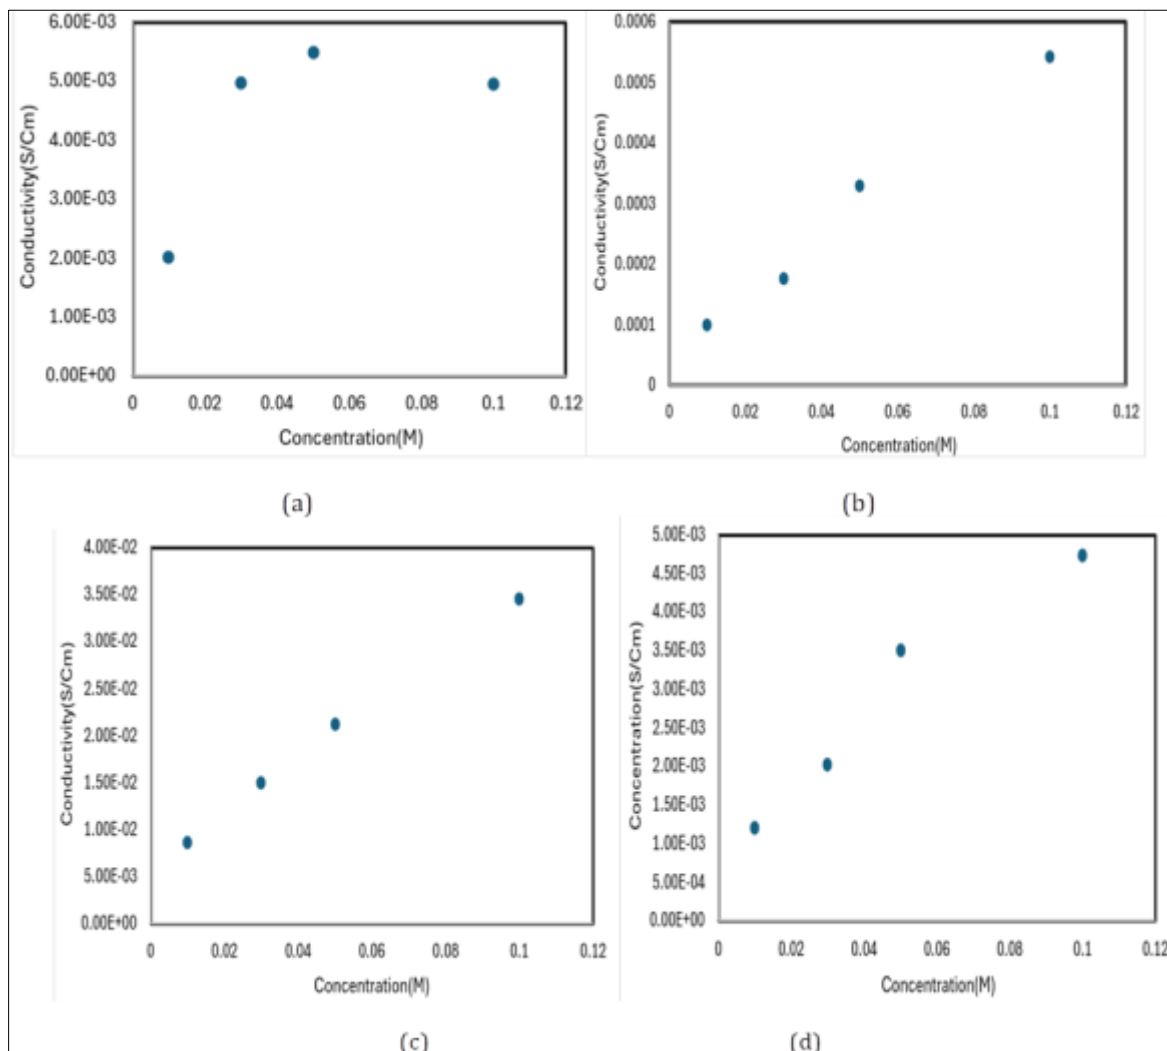 6.00E-03
5.00E-03
4.00E-03
3.00E-03
2.00E-03
1.00E-03
0.00E+00
Conductivity(S/Cm)
0 0.02 0.04 0.06 0.08 0.1 0.12
Concentration(M)
(a)
0.0006
0.0005
0.0004
0.0003
0.0002
0.0001
0
Conductivity(S/Cm)
0 0.02 0.04 0.06 0.08 0.1 0.12
Concentration(M)
(b)
4.00E-02
3.50E-02
3.00E-02
2.50E-02
2.00E-02
1.50E-02
1.00E-02
5.00E-03
0.00E+00
Conductivity(S/Cm)
0 0.02 0.04 0.06 0.08 0.1 0.12
Concentration(M)
(c)
5.00E-03
4.50E-03
4.00E-03
3.50E-03
3.00E-03
2.50E-03
2.00E-03
1.50E-03
1.00E-03
5.00E-04
0.00E+00
Concentration(S/Cm)
0 0.02 0.04 0.06 0.08 0.1 0.12
Concentration(M)
(d)